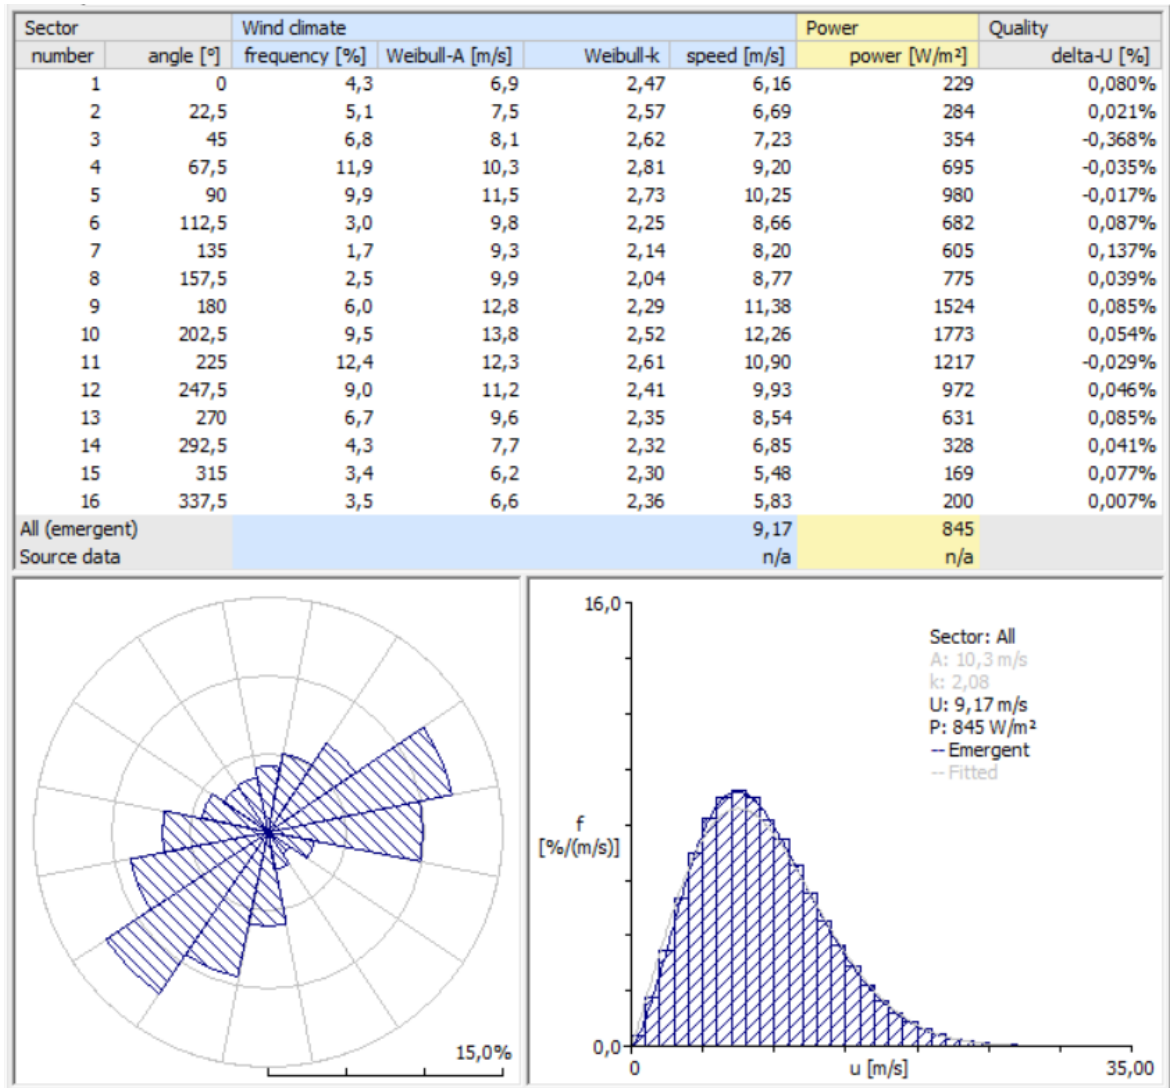 Sector Wind climate Power Quality
number angle [º] frequency [%] Weibull-A [m/s] Weibull-k speed [m/s] power [W/m²] delta-U [%]
1 0 4,3 6,9 2,47 6,16 229 0,080%
2 22,5 5,1 7,5 2,57 6,69 284 0,021%
3 45 6,8 8,1 2,62 7,23 354 -0,368%
4 67,5 11,9 10,3 2,81 9,20 695 -0,035%
5 90 9,9 11,5 2,73 10,25 980 -0,017%
6 112,5 3,0 9,8 2,25 8,66 682 0,087%
7 135 1,7 9,3 2,14 8,20 605 0,137%
8 157,5 2,5 9,9 2,04 8,77 775 0,039%
9 180 6,0 12,8 2,29 11,38 1524 0,085%
10 202,5 9,5 13,8 2,52 12,26 1773 0,054%
11 225 12,4 12,3 2,61 10,90 1217 -0,029%
12 247,5 9,0 11,2 2,41 9,93 972 0,046%
13 270 6,7 9,6 2,35 8,54 631 0,085%
14 292,5 4,3 7,7 2,32 6,85 328 0,041%
15 315 3,4 6,2 2,30 5,48 169 0,077%
16 337,5 3,5 6,6 2,36 5,83 200 0,007%
All (emergent) 9,17 845
Source data n/a n/a
15,0%
16,0
Sector: All
A: 10,3 m/s
k: 2,08
U: 9,17 m/s
P: 845 W/m²
-- Emergent
-- Fitted
f
[%/(m/s)]
0,0
0 u [m/s] 35,00